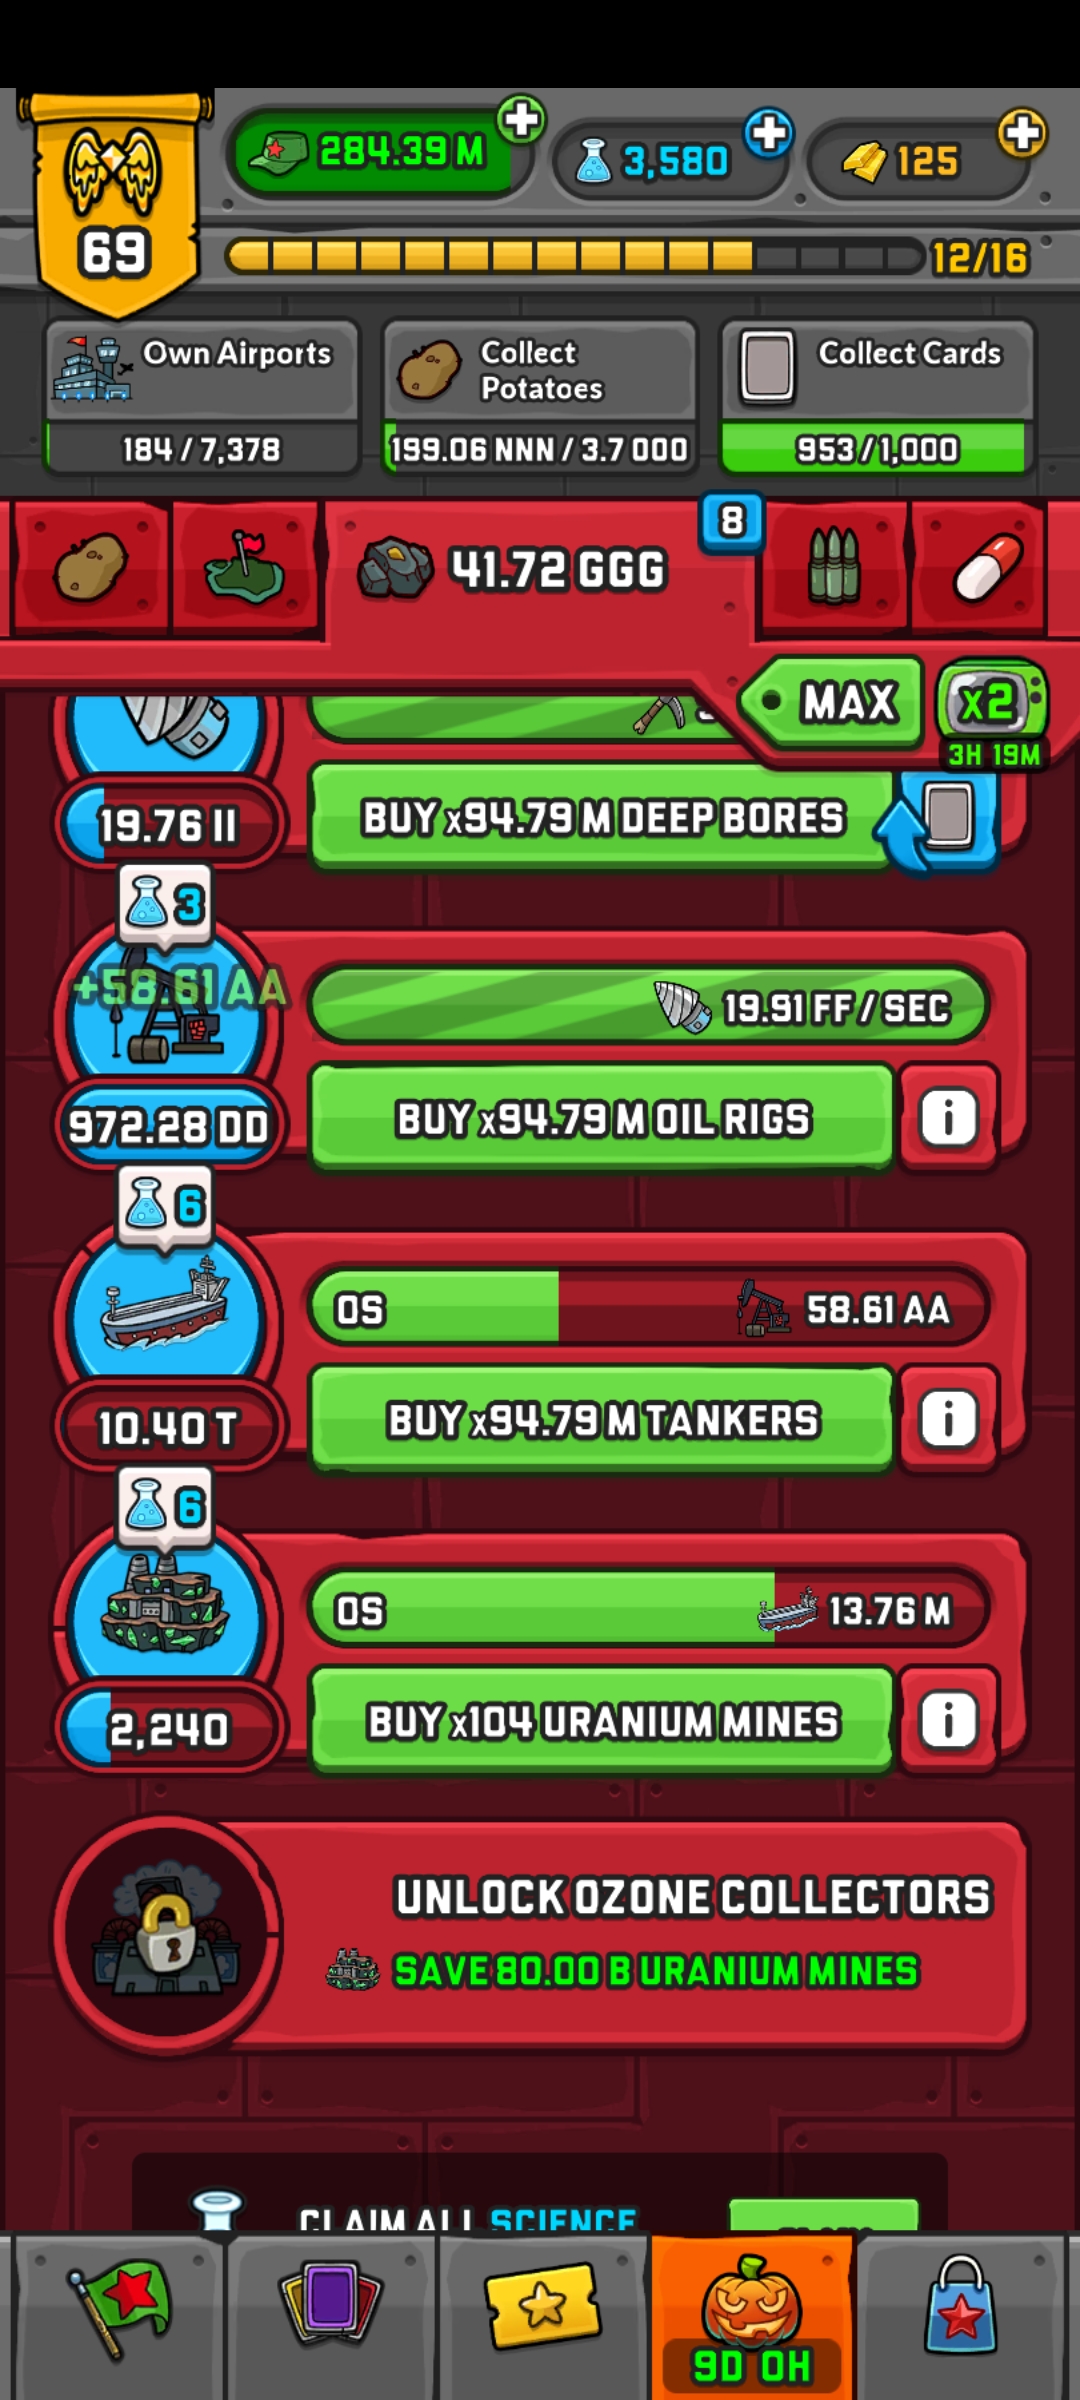 284.39 M
3,580
125
69
12/16
Own Airports
184 / 7,378
Collect
Potatoes
199.06 NNN / 3.7 OOO
Collect Cards
953 / 1,000
41.72 GGG
8
MAX
x2
3H 19M
19.76 II
BUY x94.79 M DEEP BORES
3
+58.61 AA
19.91 FF / SEC
972.28 DD
BUY x94.79 M OIL RIGS
i
6
0S
58.61 AA
10.40 T
BUY x94.79 M TANKERS
i
6
0S
13.76 M
2,240
BUY x104 URANIUM MINES
i
UNLOCK OZONE COLLECTORS
SAVE 80.00 B URANIUM MINES
CLAIM ALL SCIENCE
9D 0H